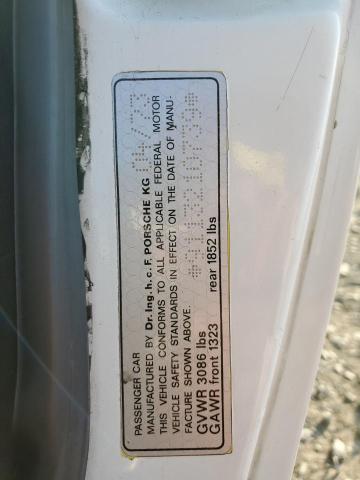 PASSENGER CAR
MANUFACTURED BY Dr. Ing. h. c. F. PORSCHE KG
THIS VEHICLE CONFORMS TO ALL APPLICABLE FEDERAL MOTOR
VEHICLE SAFETY STANDARDS IN EFFECT ON THE DATE OF MANU-
FACTURE SHOWN ABOVE.
GVWR 3086 lbs
GAWR front 1323 rear 1852 lbs